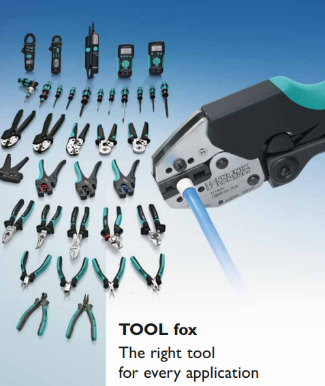 TOOL fox
The right tool
for every application